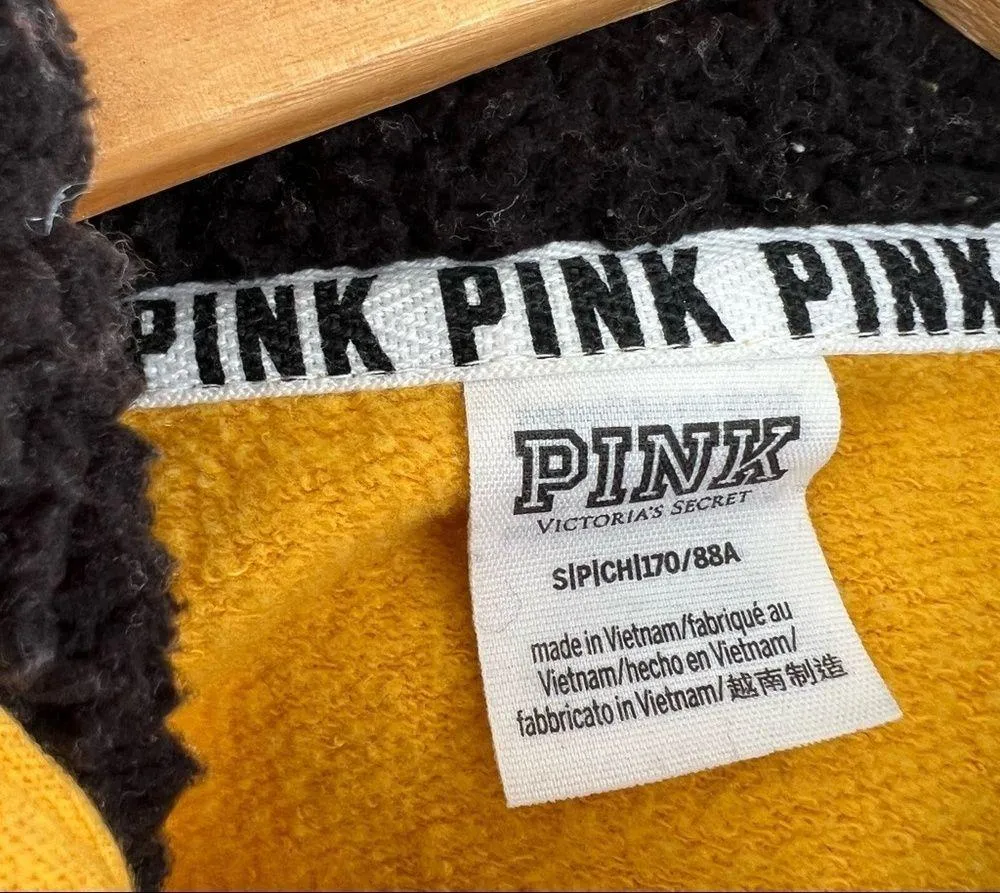 PINK PINK PINK
PINK
VICTORIA'S SECRET
S|P|CH|170/88A
made in Vietnam/fabriqué au
Vietnam/hecho en Vietnam/
fabbricato in Vietnam/越南制造